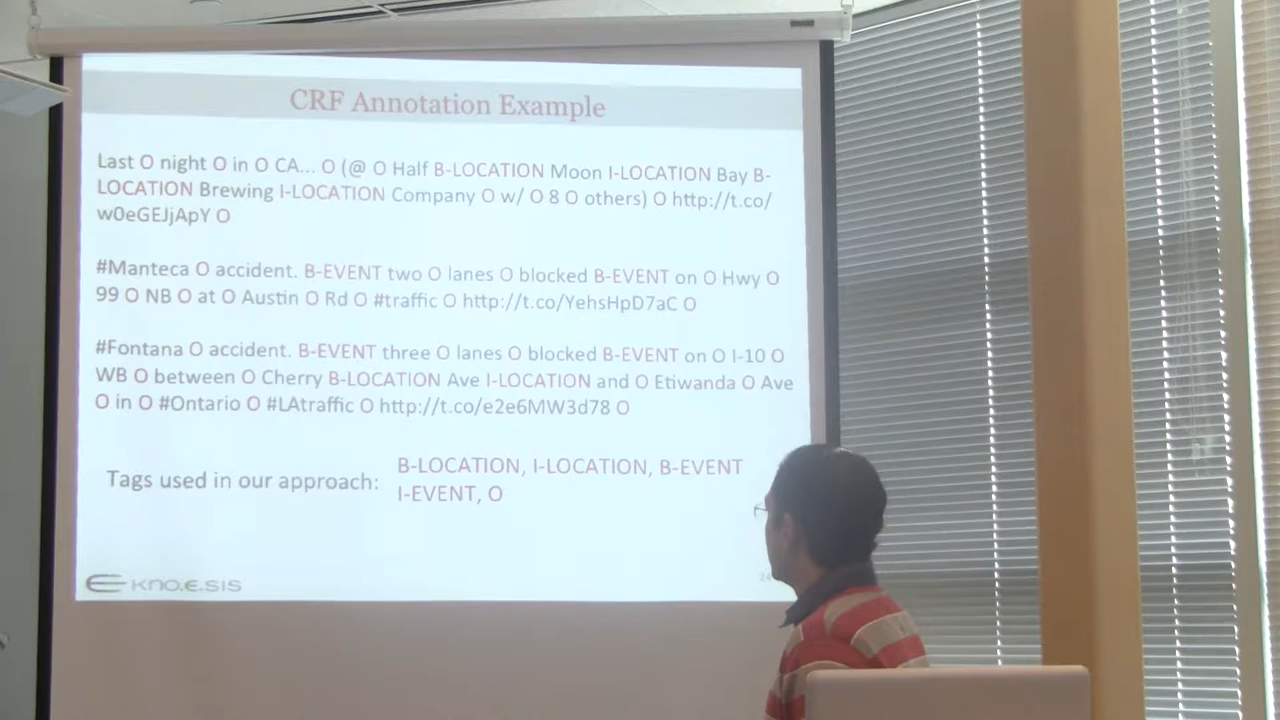 CRF Annotation Example
Last O night O in O CA... O (@ O Half B-LOCATION Moon I-LOCATION Bay B-
LOCATION Brewing I-LOCATION Company O w/ O 8 O others) O http://t.co/
w0eGEJjApY O
#Manteca O accident. B-EVENT two O lanes O blocked B-EVENT on O Hwy O
99 O NB O at O Austin O Rd O #traffic O http://t.co/YehsHpD7aC O
#Fontana O accident. B-EVENT three O lanes O blocked B-EVENT on O I-10 O
WB O between O Cherry B-LOCATION Ave I-LOCATION and O Etiwanda O Ave
O in O #Ontario O #LAtraffic O http://t.co/e2e6MW3d78 O
Tags used in our approach:
B-LOCATION, I-LOCATION, B-EVENT
I-EVENT, O
kno.e.sis